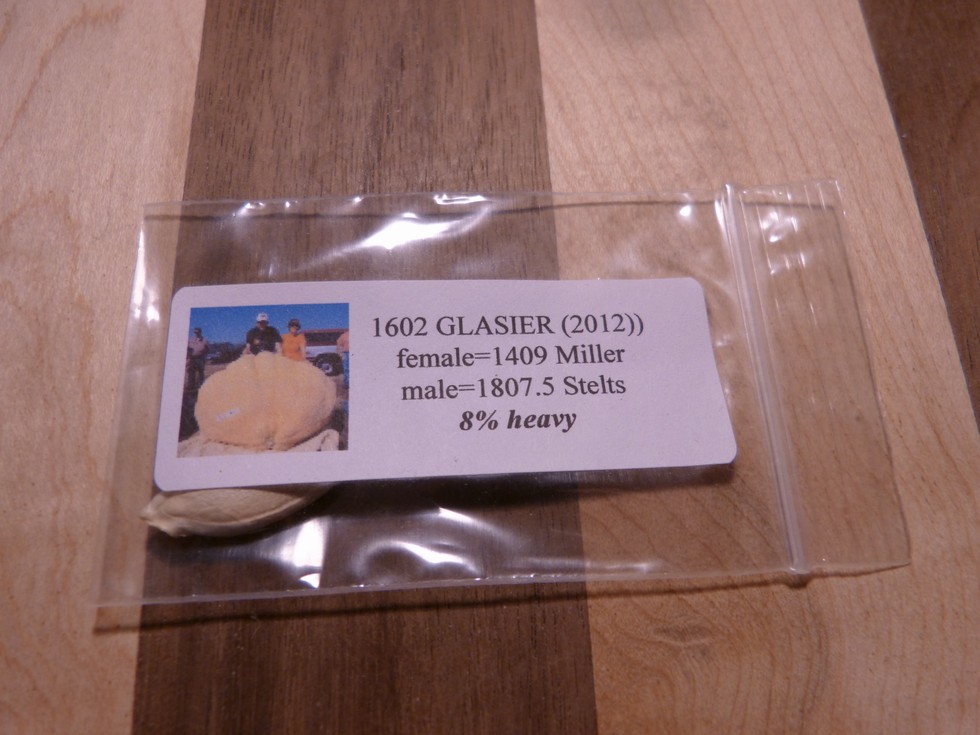 1602 GLASIER (2012))
female=1409 Miller
male=1807.5 Stelts
8% heavy